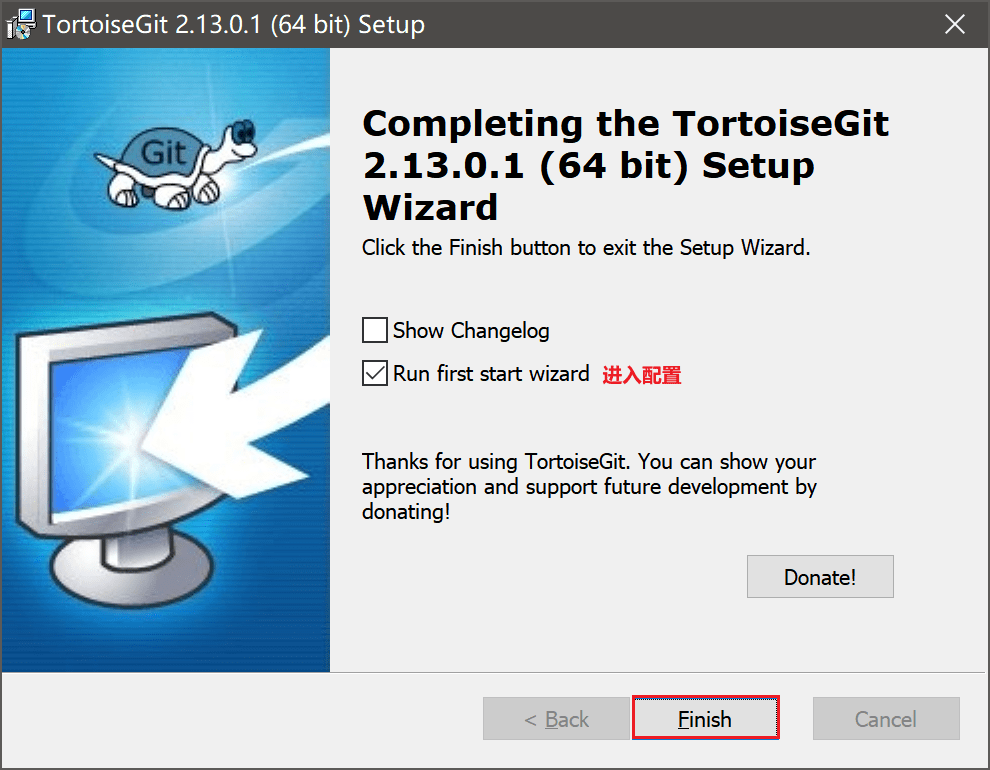 TortoiseGit 2.13.0.1 (64 bit) Setup
Git
Completing the TortoiseGit
2.13.0.1 (64 bit) Setup
Wizard
Click the Finish button to exit the Setup Wizard.
Show Changelog
Run first start wizard 进入配置
Thanks for using TortoiseGit. You can show your
appreciation and support future development by
donating!
Donate!
< Back Finish Cancel